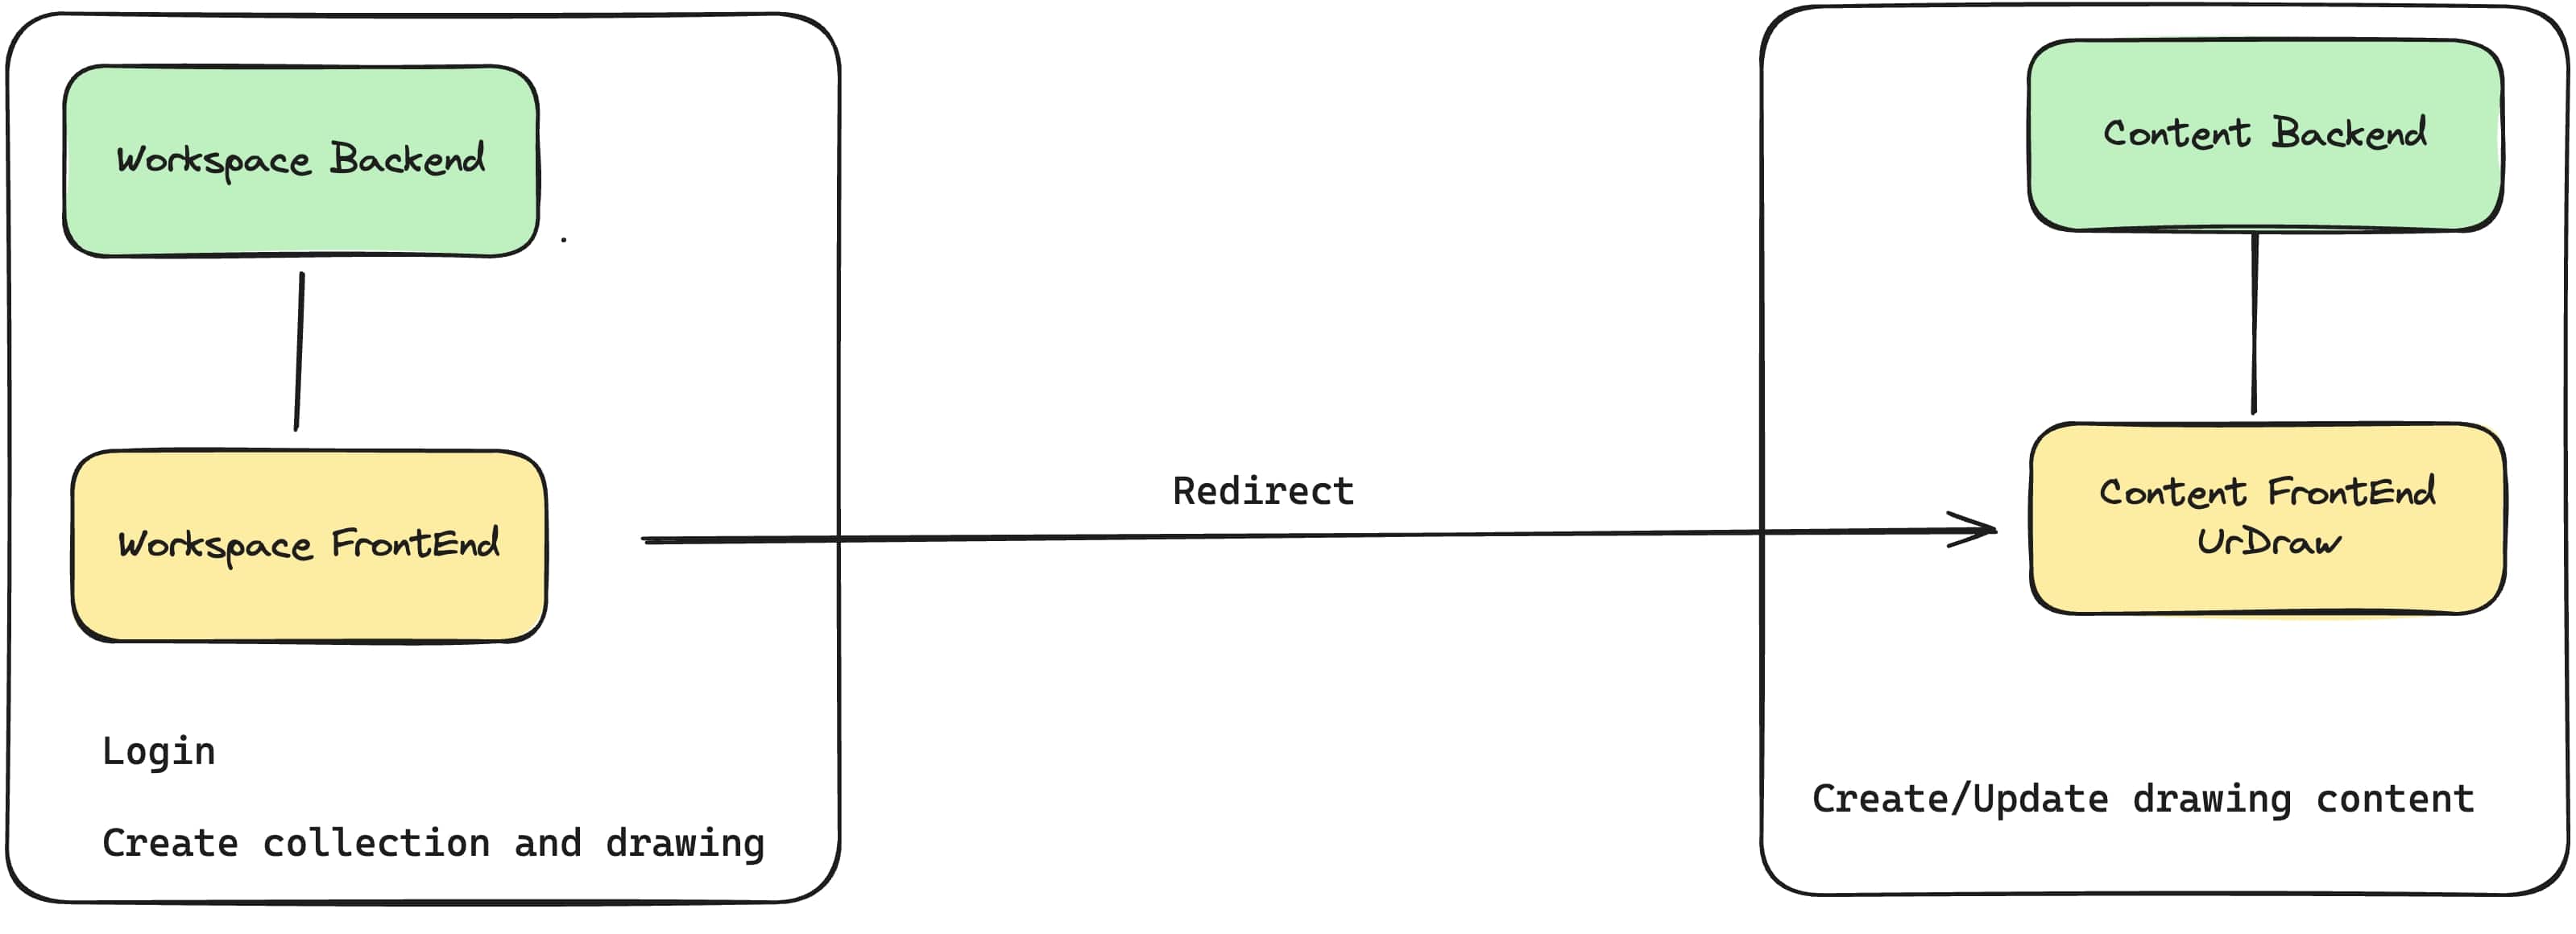 Workspace Backend
Workspace FrontEnd
Login
Create collection and drawing
Redirect
Content Backend
Content FrontEnd
UrDraw
Create/Update drawing content